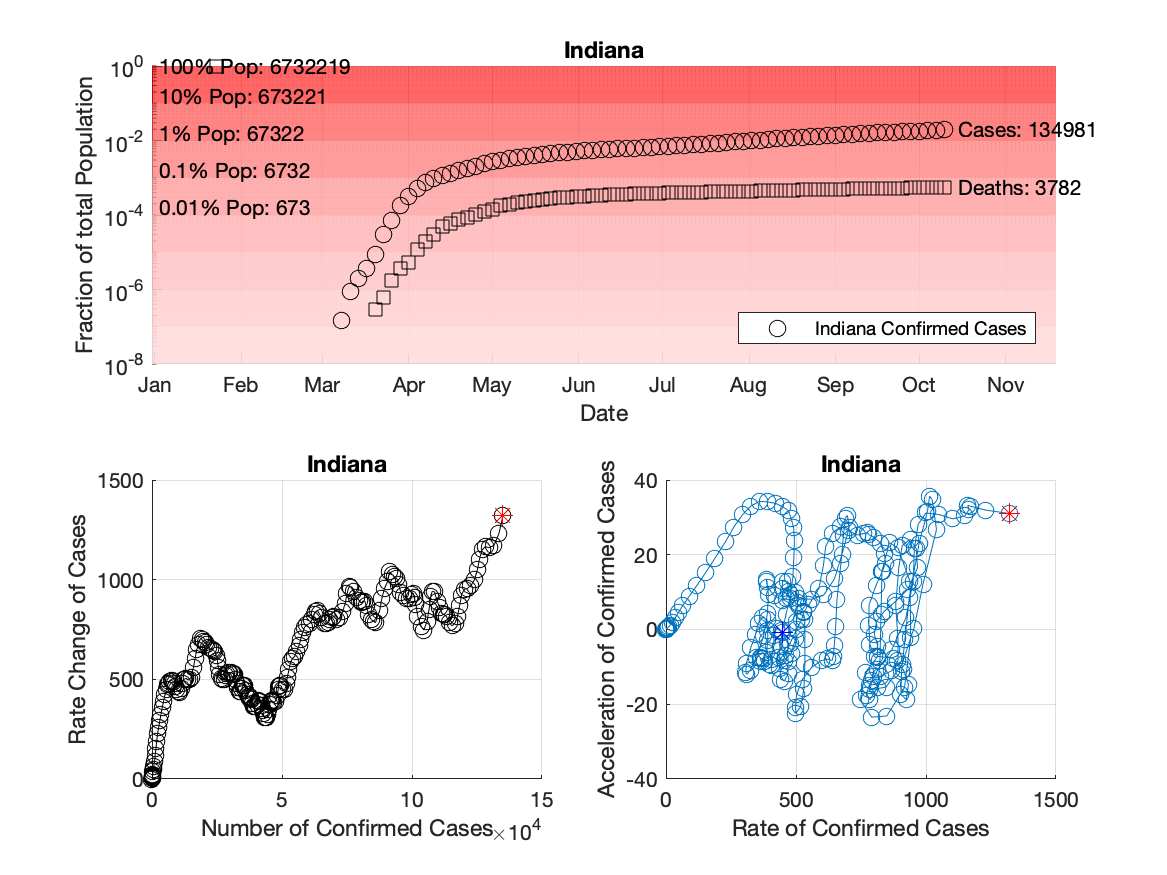 Indiana
10^0
10^-2
10^-4
10^-6
10^-8
Fraction of total Population
100% Pop: 6732219
10% Pop: 673221
1% Pop: 67322
0.1% Pop: 6732
0.01% Pop: 673
Cases: 134981
Deaths: 3782
Indiana Confirmed Cases
Jan Feb Mar Apr May Jun Jul Aug Sep Oct Nov
Date
Indiana
1500
1000
500
0
Rate Change of Cases
0 5 10 15
Number of Confirmed Cases ×10^4
Indiana
40
20
0
-20
-40
Acceleration of Confirmed Cases
0 500 1000 1500
Rate of Confirmed Cases